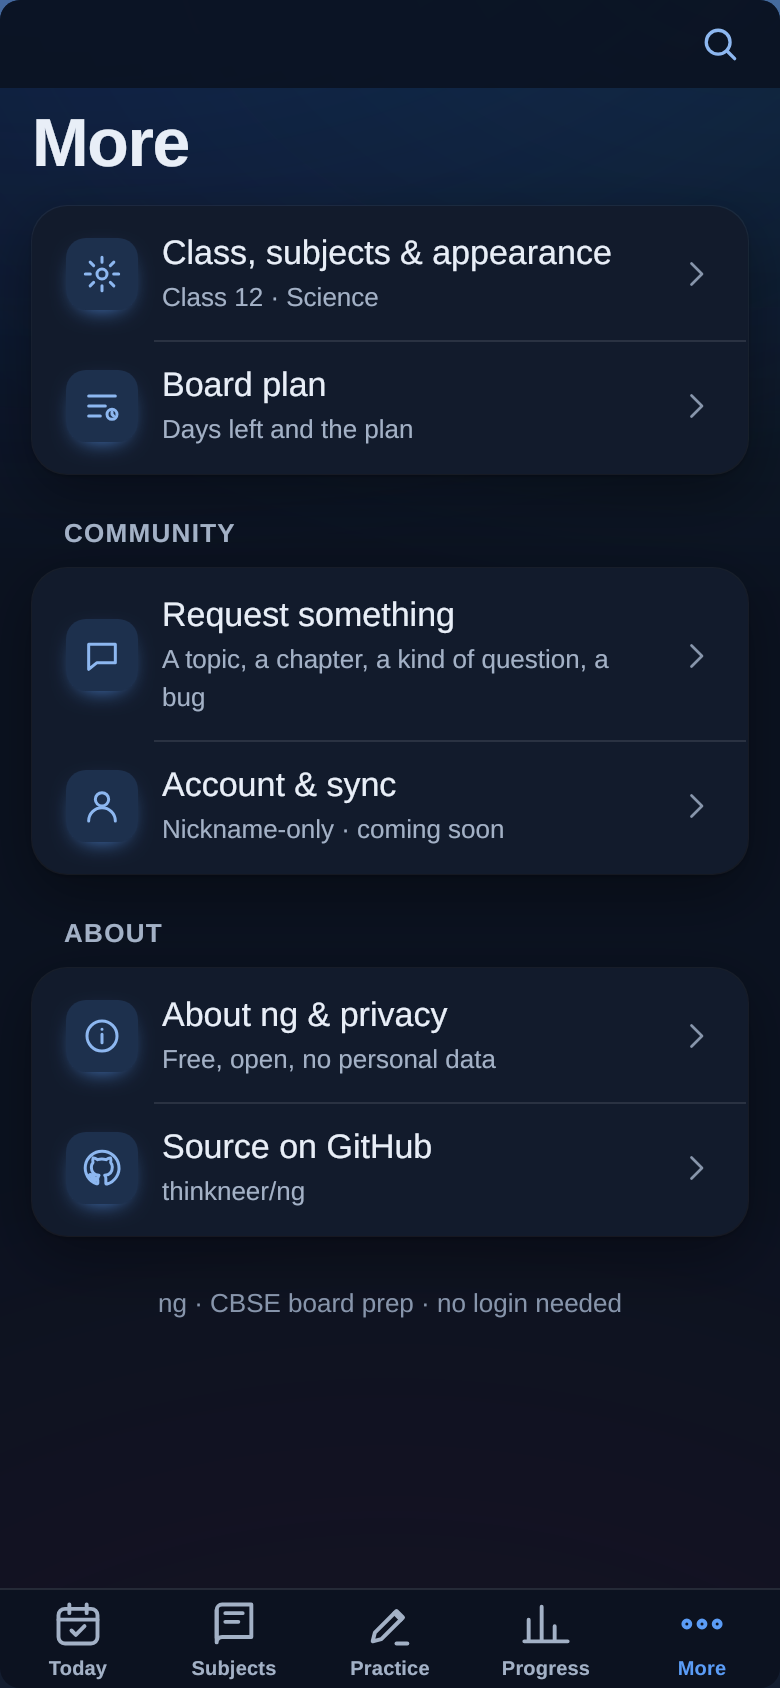 More
Class, subjects & appearance
Class 12 · Science
Board plan
Days left and the plan
COMMUNITY
Request something
A topic, a chapter, a kind of question, a
bug
Account & sync
Nickname-only · coming soon
ABOUT
About ng & privacy
Free, open, no personal data
Source on GitHub
thinkneer/ng
ng · CBSE board prep · no login needed
Today
Subjects
Practice
Progress
More